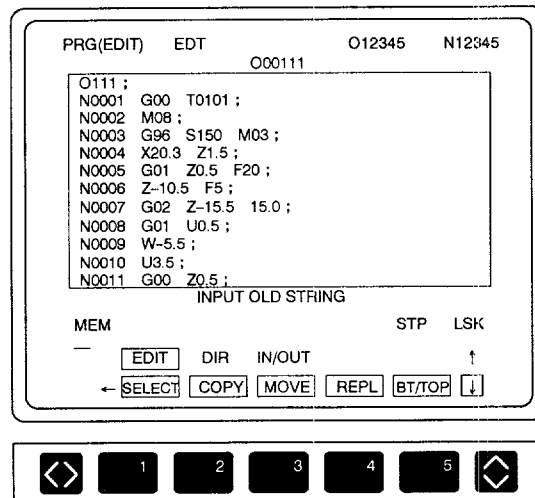 PRG(EDIT) EDT O12345 N12345
O00111
O111 ;
N0001 G00 T0101 ;
N0002 M08 ;
N0003 G96 S150 M03 ;
N0004 X20.3 Z1.5 ;
N0005 G01 Z0.5 F20 ;
N0006 Z–10.5 F5 ;
N0007 G02 Z–15.5 15.0 ;
N0008 G01 U0.5 ;
N0009 W-5.5 ;
N0010 U3.5 ;
N0011 G00 Z0.5 ;
INPUT OLD STRING
MEM STP LSK
EDIT DIR IN/OUT ↑
← SELECT COPY MOVE REPL BT/TOP ↓
1 2 3 4 5